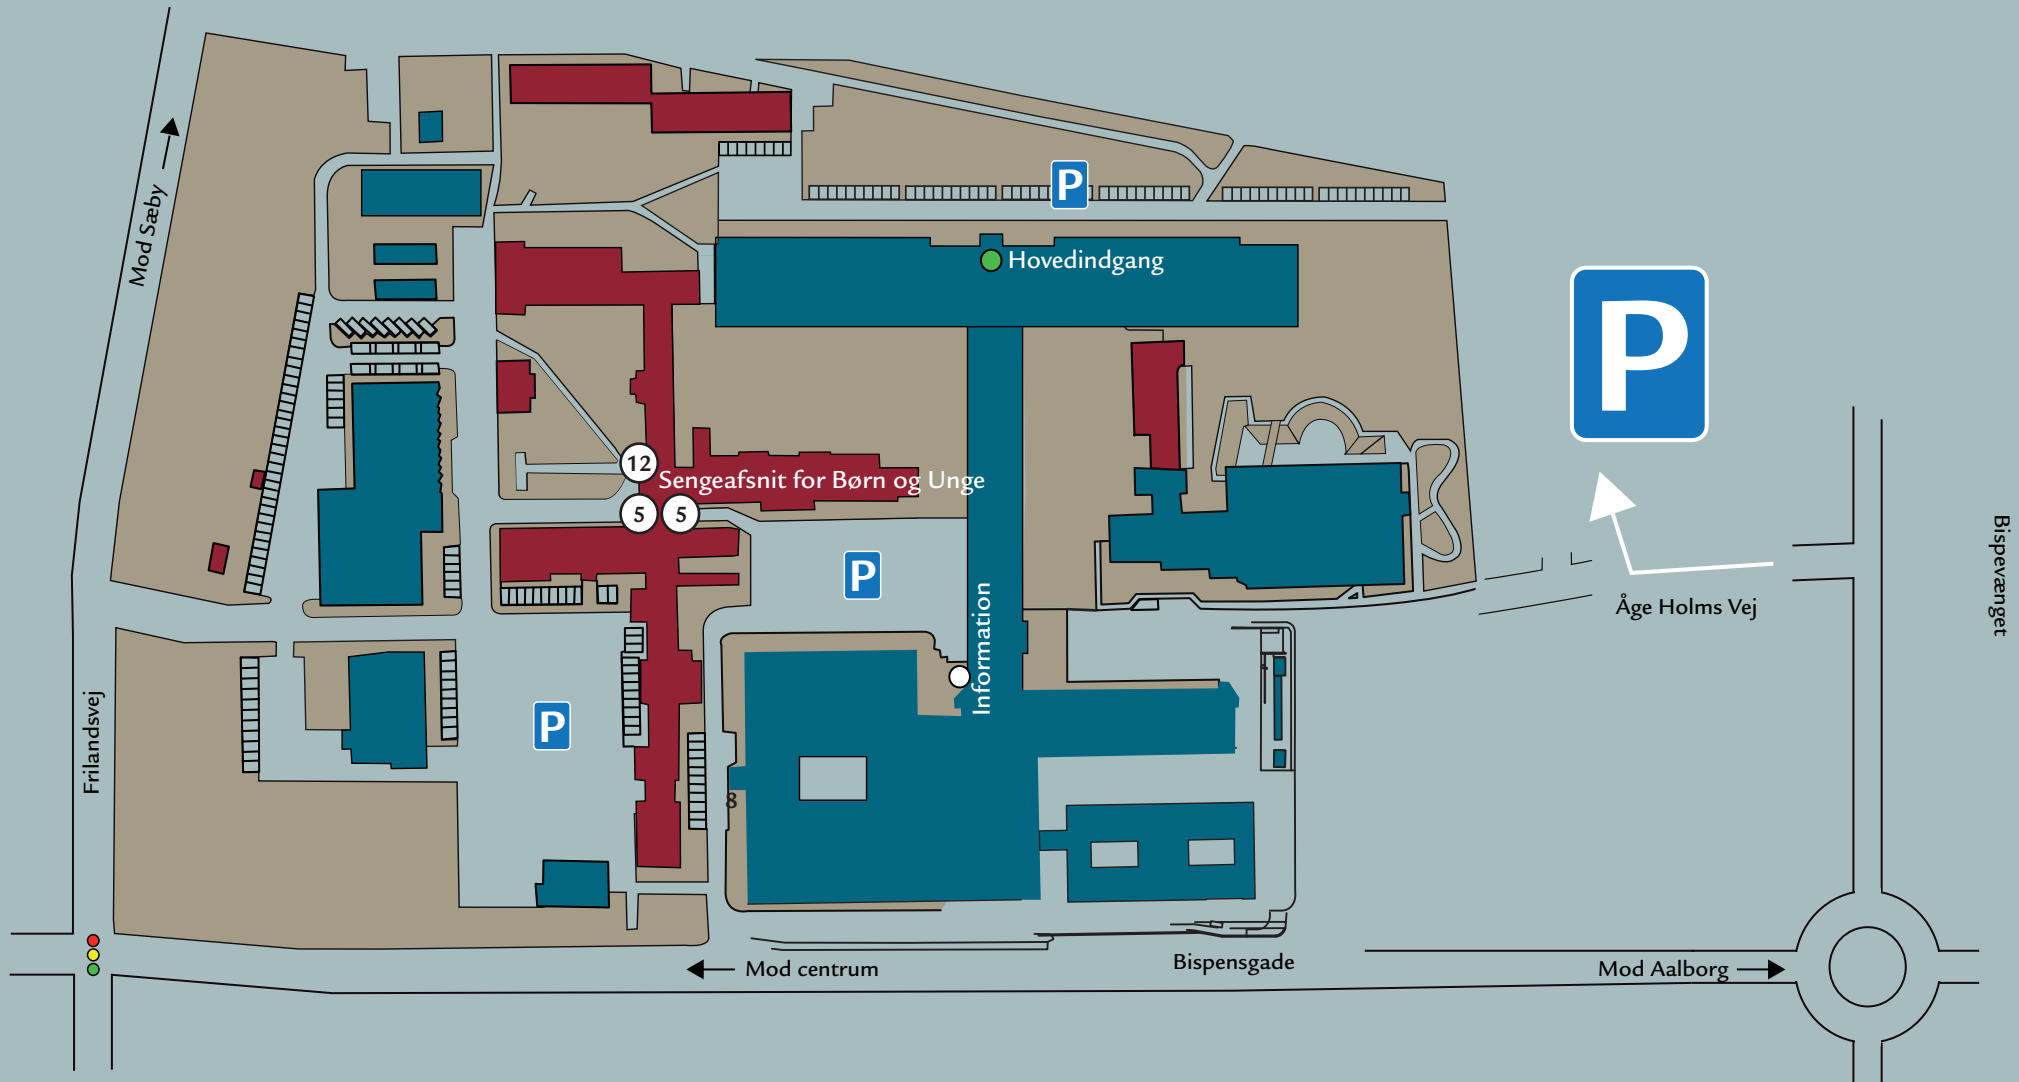 Mod Sæby
P
Hovedindgang
P
12
Sengeafsnit for Børn og Unge
5
5
P
Information
Åge Holms Vej
Bispevænget
Frilandsvej
P
8
Mod centrum
Bispensgade
Mod Aalborg